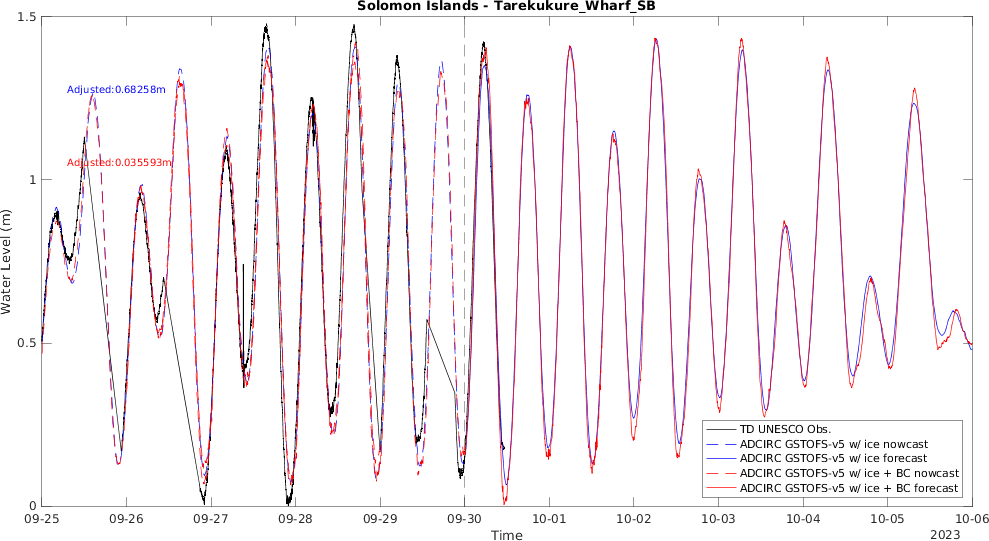 Solomon Islands - Tarekukure_Wharf_SB
1.5
Adjusted:0.68258m
Adjusted:0.035593m
1
Water Level (m)
0.5
TD UNESCO Obs.
ADCIRC GSTOFS-v5 w/ ice nowcast
ADCIRC GSTOFS-v5 w/ ice forecast
ADCIRC GSTOFS-v5 w/ ice + BC nowcast
ADCIRC GSTOFS-v5 w/ ice + BC forecast
0
09-25 09-26 09-27 09-28 09-29 09-30 10-01 10-02 10-03 10-04 10-05 10-06
Time
2023